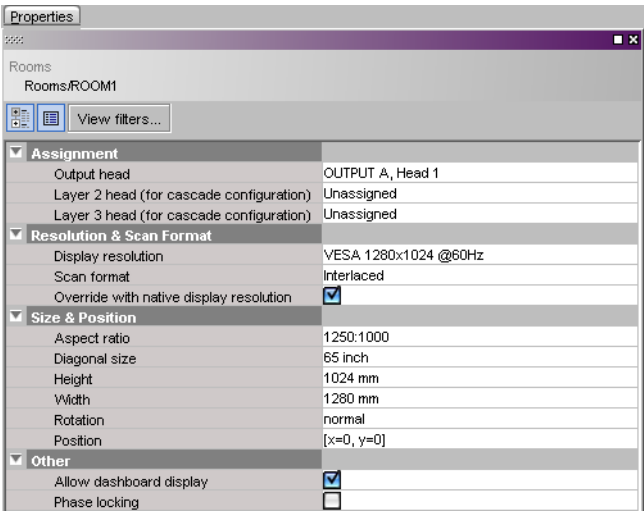 Properties
Rooms
Rooms/ROOM1
View filters...
Assignment
Output head OUTPUT A, Head 1
Layer 2 head (for cascade configuration) Unassigned
Layer 3 head (for cascade configuration) Unassigned
Resolution & Scan Format
Display resolution VESA 1280x1024 @60Hz
Scan format Interlaced
Override with native display resolution
Size & Position
Aspect ratio 1250:1000
Diagonal size 65 inch
Height 1024 mm
Width 1280 mm
Rotation normal
Position [x=0, y=0]
Other
Allow dashboard display
Phase locking